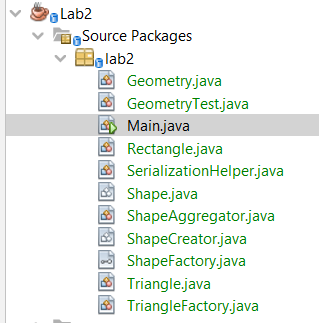 Lab2
Source Packages
lab2
Geometry.java
GeometryTest.java
Main.java
Rectangle.java
SerializationHelper.java
Shape.java
ShapeAggregator.java
ShapeCreator.java
ShapeFactory.java
Triangle.java
TriangleFactory.java